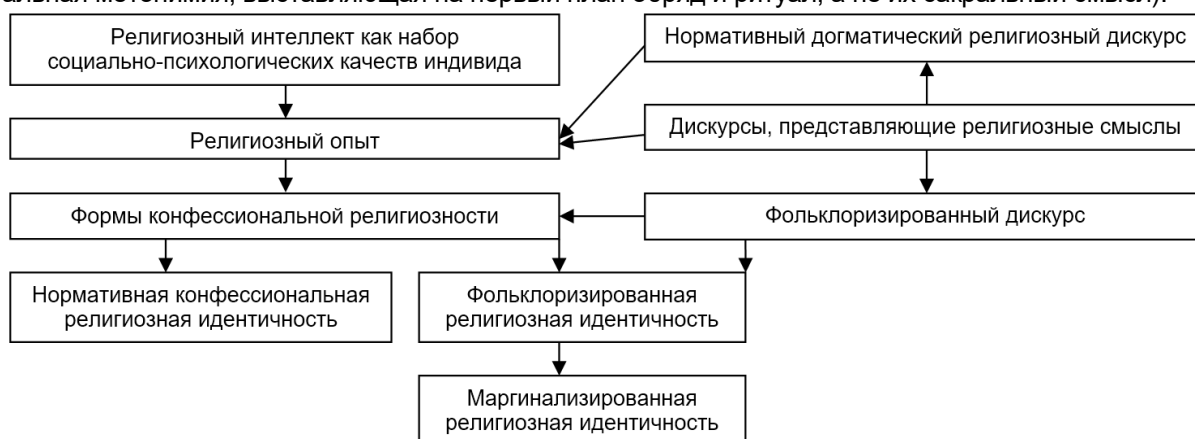 выставляющая на первый план обряд и ритуал, а не их сакральный смысл).
Религиозный интеллект как набор
социально-психологических качеств индивида
Нормативный догматический религиозный дискурс
Религиозный опыт
Дискурсы, представляющие религиозные смыслы
Формы конфессиональной религиозности
Фольклоризированный дискурс
Нормативная конфессиональная
религиозная идентичность
Фольклоризированная
религиозная идентичность
Маргинализированная
религиозная идентичность